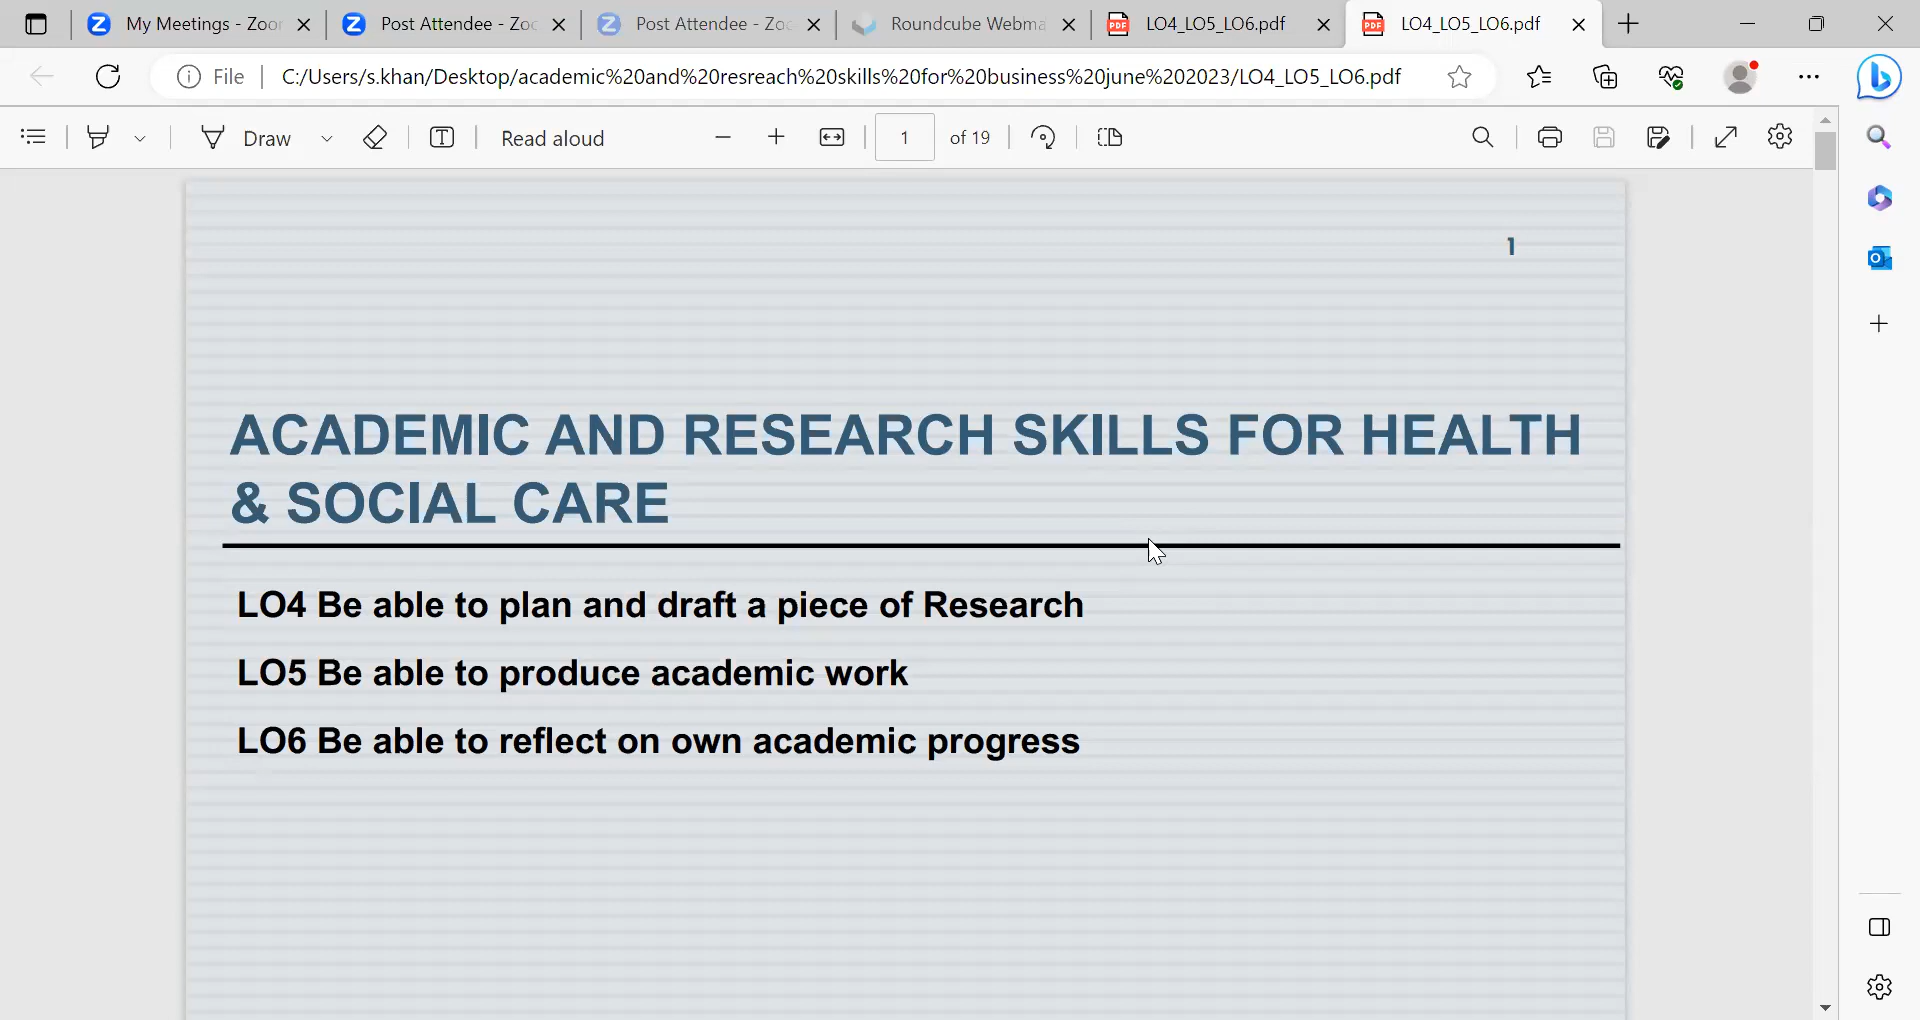 My Meetings - Zoor
Post Attendee - Zoc
Post Attendee - Zoc
Roundcube Webma
LO4_LO5_LO6.pdf
LO4_LO5_LO6.pdf
File
C:/Users/s.khan/Desktop/academic%20and%20resreach%20skills%20for%20business%20june%202023/LO4_LO5_LO6.pdf
Draw
Read aloud
1
of 19
1
ACADEMIC AND RESEARCH SKILLS FOR HEALTH
& SOCIAL CARE
LO4 Be able to plan and draft a piece of Research
LO5 Be able to produce academic work
LO6 Be able to reflect on own academic progress